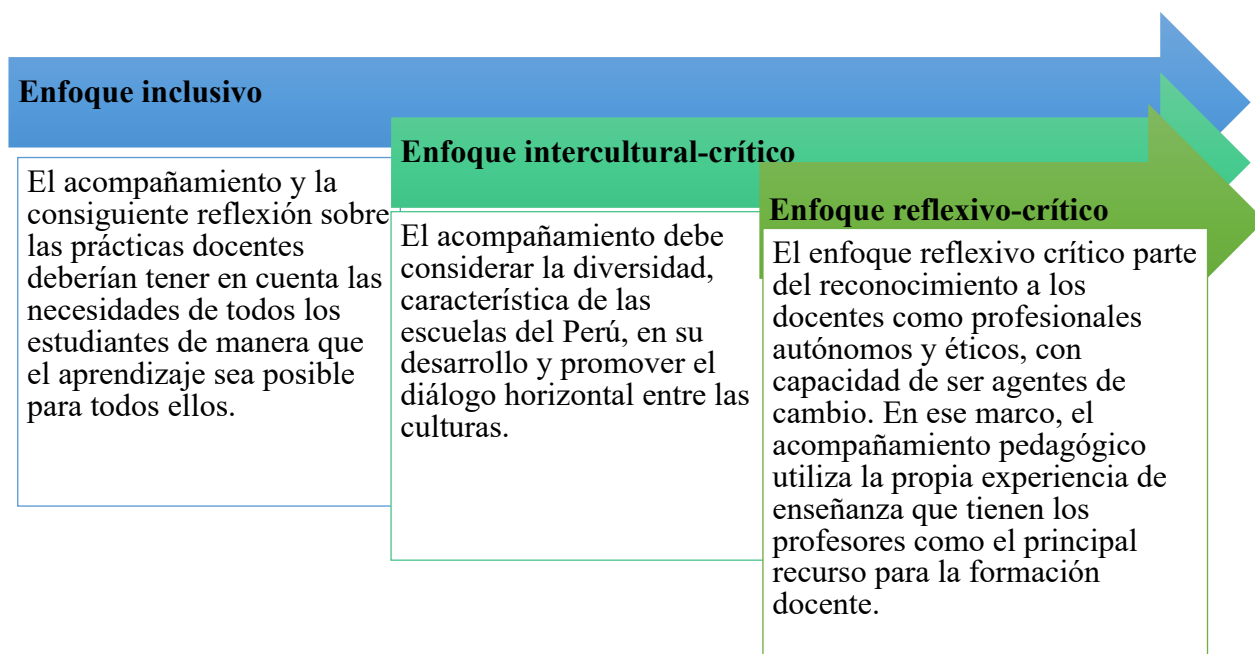 Enfoque inclusivo
El acompañamiento y la
consiguiente reflexión sobre
las prácticas docentes
deberían tener en cuenta las
necesidades de todos los
estudiantes de manera que
el aprendizaje sea posible
para todos ellos.
Enfoque intercultural-crítico
El acompañamiento debe
considerar la diversidad,
característica de las
escuelas del Perú, en su
desarrollo y promover el
diálogo horizontal entre las
culturas.
Enfoque reflexivo-crítico
El enfoque reflexivo crítico parte
del reconocimiento a los
docentes como profesionales
autónomos y éticos, con
capacidad de ser agentes de
cambio. En ese marco, el
acompañamiento pedagógico
utiliza la propia experiencia de
enseñanza que tienen los
profesores como el principal
recurso para la formación
docente.